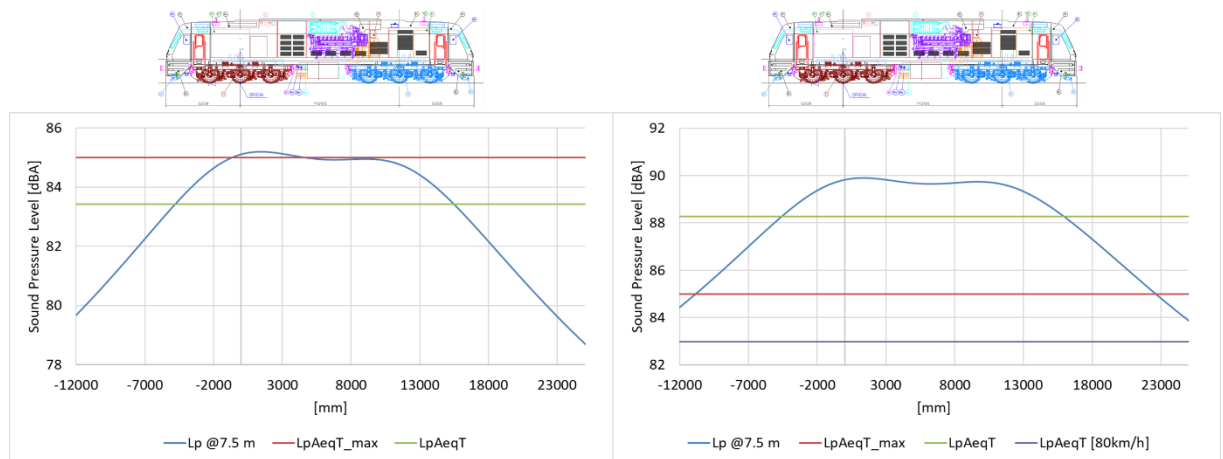 ORIGIN
ORIGIN
86
84
82
80
78
Sound Pressure Level [dBA]
-12000 -7000 -2000 3000 8000 13000 18000 23000
[mm]
Lp @7.5 m LpAeqT_max LpAeqT
92
90
88
86
84
82
Sound Pressure Level [dBA]
-12000 -7000 -2000 3000 8000 13000 18000 23000
[mm]
Lp @7.5 m LpAeqT_max LpAeqT LpAeqT [80km/h]